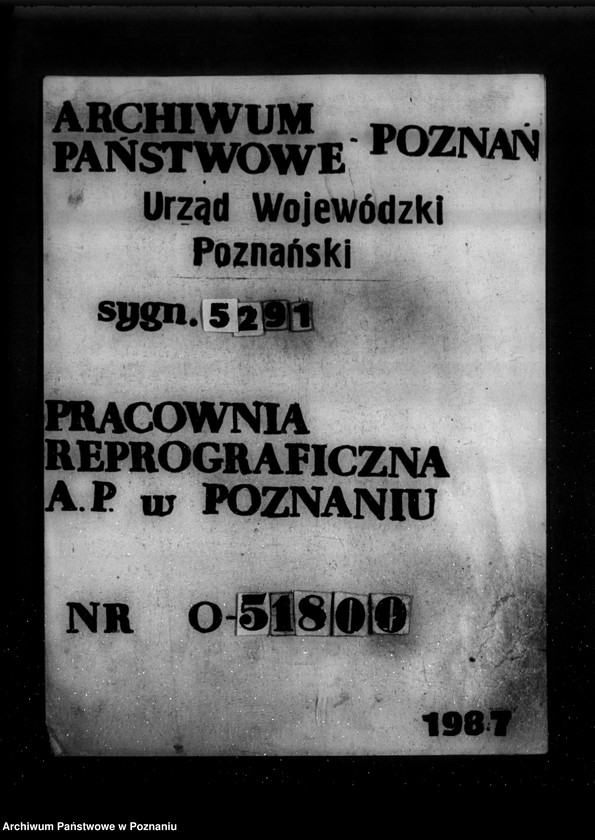 ARCHIWUM
PAŃSTWOWE - POZNAŃ
Urząd Wojewódzki
Poznański
sygn. 5291
PRACOWNIA
REPROGRAFICZNA
A.P. w POZNANIU
NR O-51800
1987
Archiwum Państwowe w Poznaniu